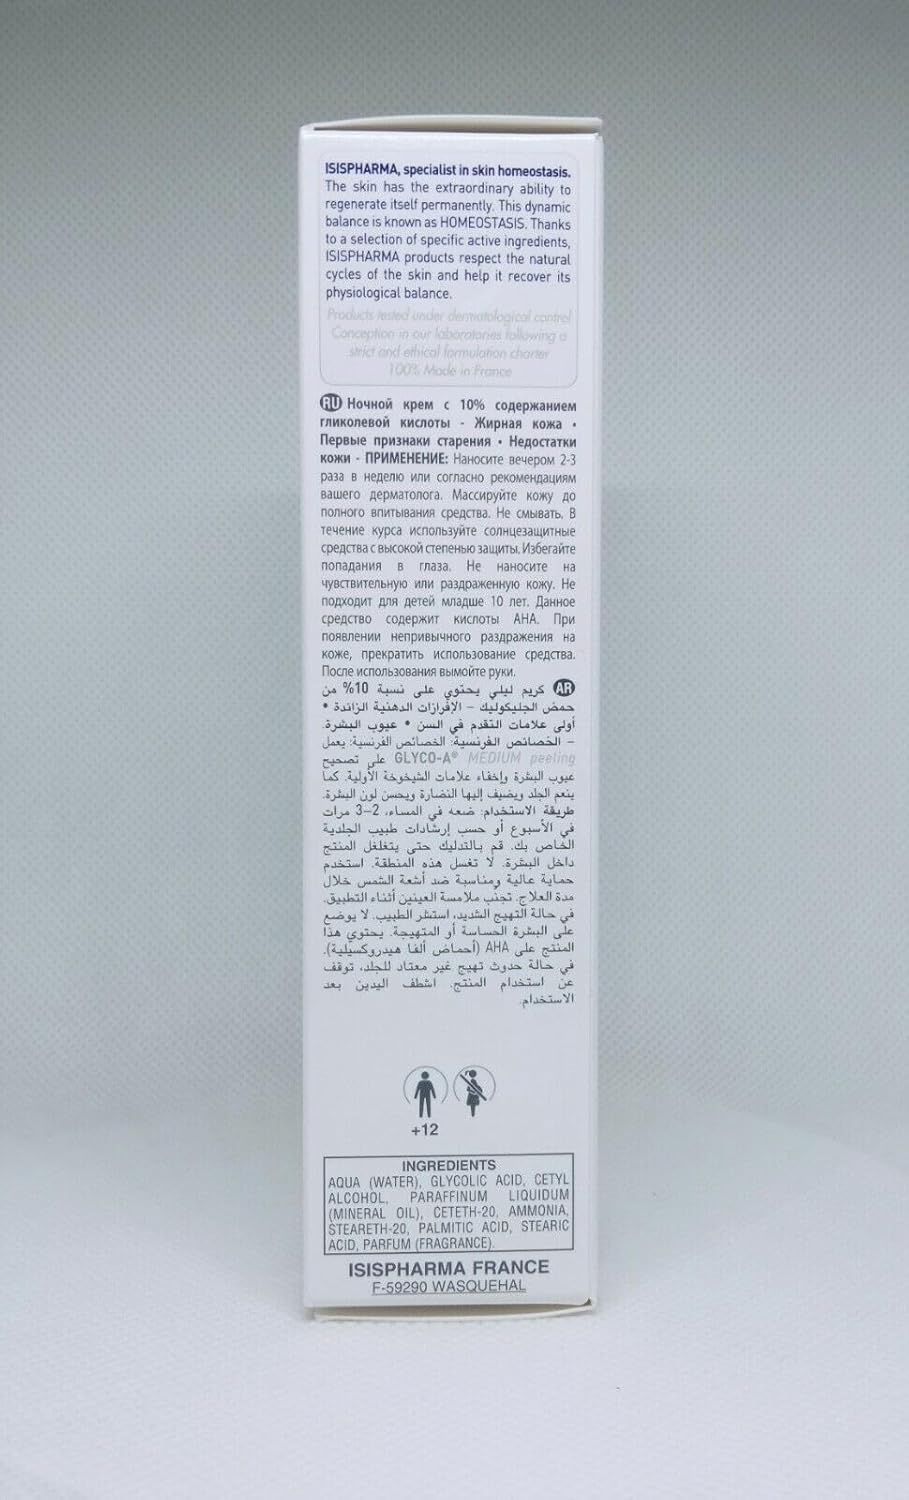 ISISPHARMA, specialist in skin homeostasis.
The skin has the extraordinary ability to
regenerate itself permanently. This dynamic
balance is known as HOMEOSTASIS. Thanks
to a selection of specific active ingredients,
ISISPHARMA products respect the natural
cycles of the skin and help it recover its
physiological balance.
Products tested under dermatological control
Conception in our laboratories following a
strict and ethical formulation charter
100% Made in France
RU Ночной крем с 10% содержанием
гликолевой кислоты - Жирная кожа •
Первые признаки старения • Недостатки
кожи - ПРИМЕНЕНИЕ: Наносите вечером 2-3
раза в неделю или согласно рекомендациям
вашего дерматолога. Массируйте кожу до
полного впитывания средства. Не смывать. В
течение курса используйте солнцезащитные
средства с высокой степенью защиты. Избегайте
попадания в глаза. Не наносите на
чувствительную или раздраженную кожу. Не
подходит для детей младше 10 лет. Данное
средство содержит кислоты АНА. При
появлении непривычного раздражения на
коже, прекратить использование средства.
После использования вымойте руки.
AR كريم ليلي يحتوي على نسبة 10% من
حمض الجليكوليك – الإفرازات الدهنية الزائدة •
أولى علامات التقدم في السن • عيوب البشرة.
– الخصائص الفرنسية: الخصائص الفرنسية: يعمل
GLYCO-A® MEDIUM peeling على تصحيح
عيوب البشرة وإخفاء علامات الشيخوخة الأولية. كما
ينعم الجلد ويضيف إليها النضارة ويحسن لون البشرة.
طريقة الاستخدام: ضعه في المساء، 2–3 مرات
في الأسبوع أو حسب إرشادات طبيب الجلدية
الخاص بك. قم بالتدليك حتى يتغلغل المنتج
داخل البشرة. لا تغسل هذه المنطقة. استخدم
حماية عالية ومناسبة ضد أشعة الشمس خلال
مدة العلاج. تجنّب ملامسة العينين أثناء التطبيق.
في حالة التهيج الشديد، استشر الطبيب. لا يوضع
على البشرة الحساسة أو المتهيجة. يحتوي هذا
المنتج على AHA (أحماض ألفا هيدروكسيلية).
في حالة حدوث تهيج غير معتاد للجلد، توقف
عن استخدام المنتج. اشطف اليدين بعد
الاستخدام.
+12
INGREDIENTS
AQUA (WATER), GLYCOLIC ACID, CETYL
ALCOHOL, PARAFFINUM LIQUIDUM
(MINERAL OIL), CETETH-20, AMMONIA,
STEARETH-20, PALMITIC ACID, STEARIC
ACID, PARFUM (FRAGRANCE).
ISISPHARMA FRANCE
F-59290 WASQUEHAL